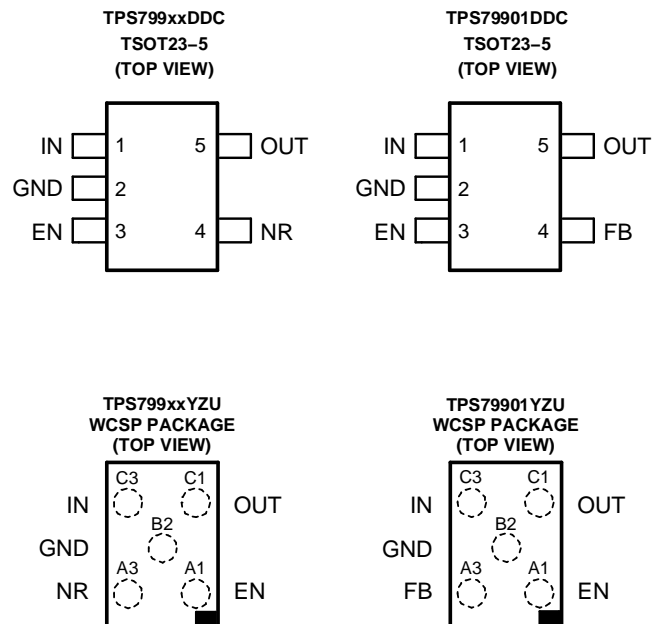 TPS799xxDDC
TSOT23−5
(TOP VIEW)
IN 1 5 OUT
GND 2
EN 3 4 NR
TPS79901DDC
TSOT23−5
(TOP VIEW)
IN 1 5 OUT
GND 2
EN 3 4 FB
TPS799xxYZU
WCSP PACKAGE
(TOP VIEW)
C3 C1
IN OUT
B2
GND
A3 A1
NR EN
TPS79901YZU
WCSP PACKAGE
(TOP VIEW)
C3 C1
IN OUT
B2
GND
A3 A1
FB EN